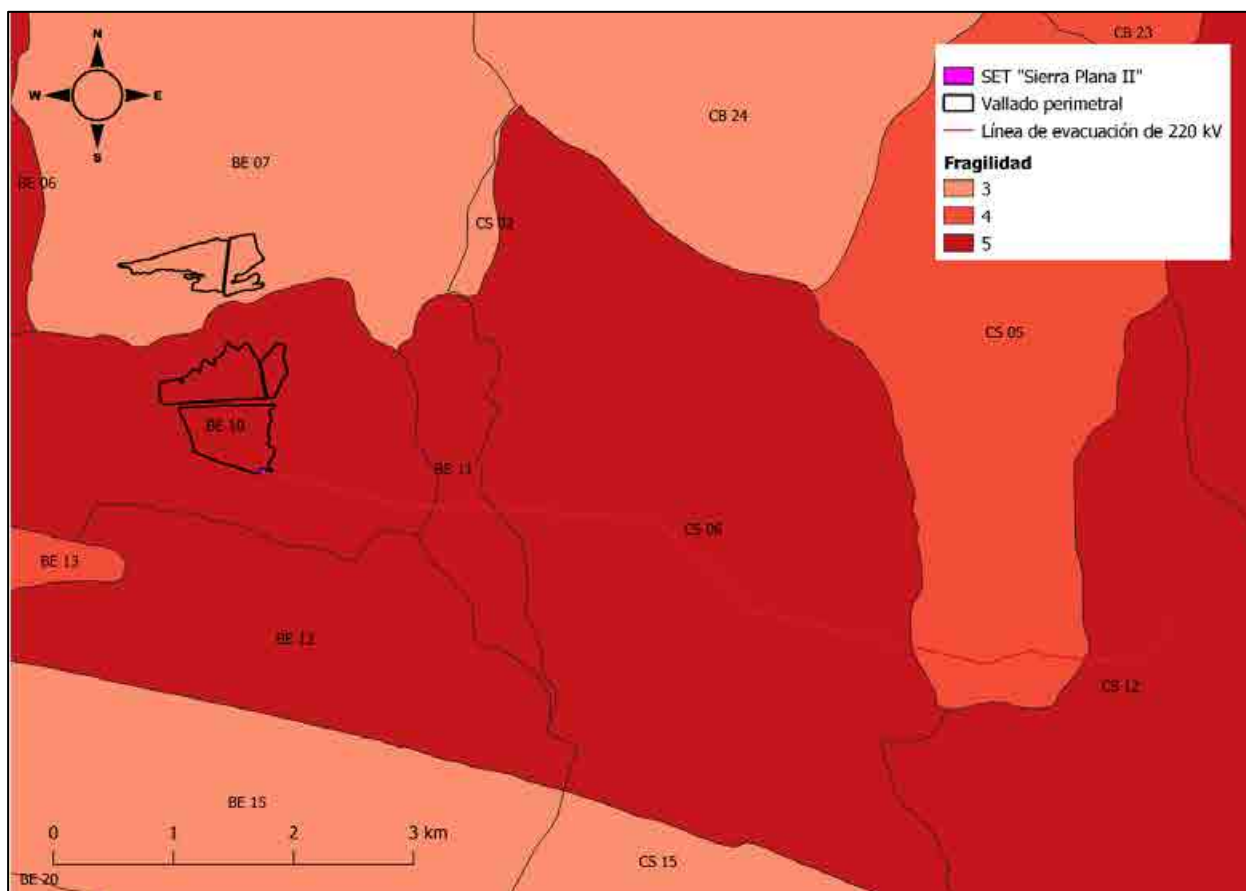 N
W E
S
SET "Sierra Plana II"
Vallado perimetral
Línea de evacuación de 220 kV
Fragilidad
3
4
5
CB 23
CB 24
BE 07
BE 06
CS 02
CS 05
BE 10
BE 11
CS 06
BE 13
BE 12
CS 12
BE 15
0 1 2 3 km
CS 15
BE 20